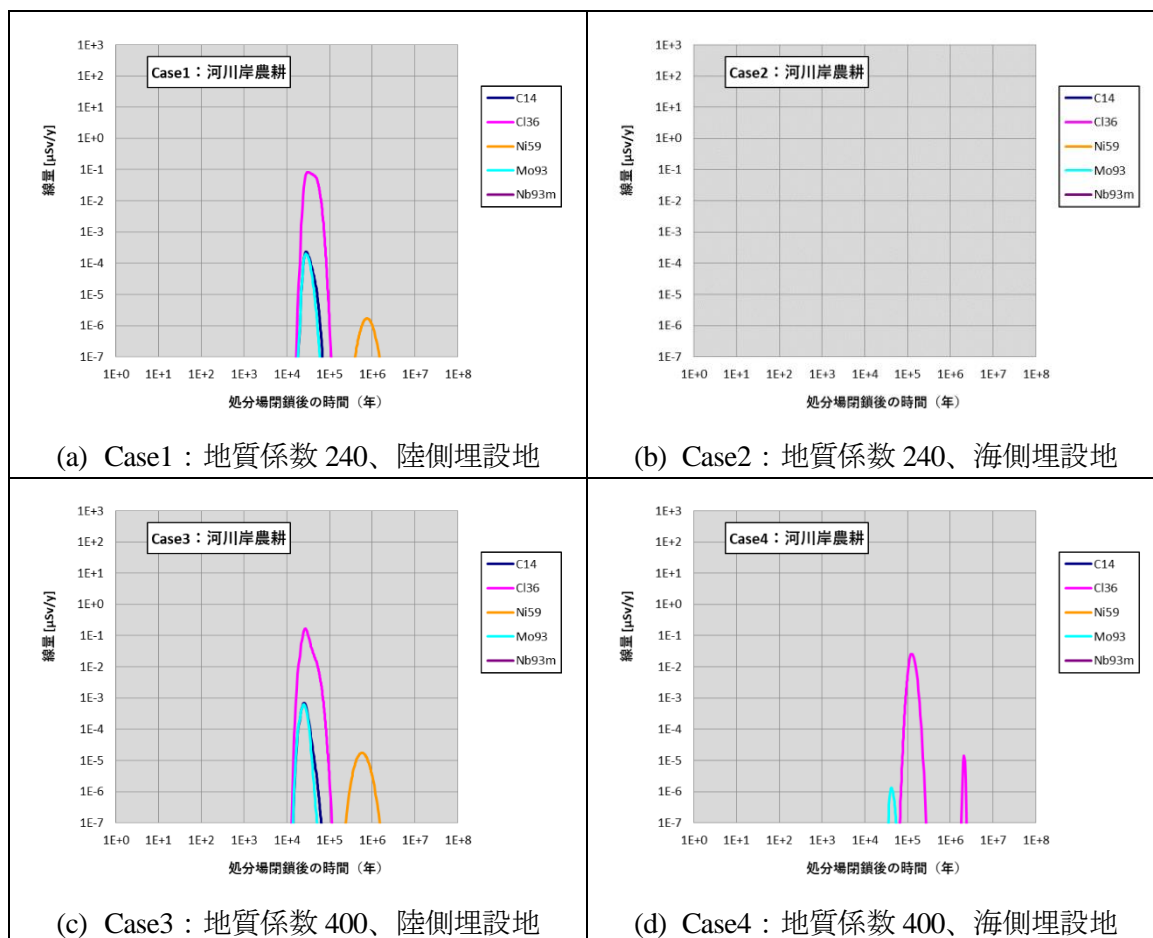 1E+3
1E+2
1E+1
1E+0
1E-1
1E-2
1E-3
1E-4
1E-5
1E-6
1E-7
線量 [μSv/y]
Case1：河川岸農耕
C14
Cl36
Ni59
Mo93
Nb93m
1E+0 1E+1 1E+2 1E+3 1E+4 1E+5 1E+6 1E+7 1E+8
処分場閉鎖後の時間（年）
(a) Case1：地質係数 240、陸側埋設地
1E+3
1E+2
1E+1
1E+0
1E-1
1E-2
1E-3
1E-4
1E-5
1E-6
1E-7
線量 [μSv/y]
Case2：河川岸農耕
C14
Cl36
Ni59
Mo93
Nb93m
1E+0 1E+1 1E+2 1E+3 1E+4 1E+5 1E+6 1E+7 1E+8
処分場閉鎖後の時間（年）
(b) Case2：地質係数 240、海側埋設地
1E+3
1E+2
1E+1
1E+0
1E-1
1E-2
1E-3
1E-4
1E-5
1E-6
1E-7
線量 [μSv/y]
Case3：河川岸農耕
C14
Cl36
Ni59
Mo93
Nb93m
1E+0 1E+1 1E+2 1E+3 1E+4 1E+5 1E+6 1E+7 1E+8
処分場閉鎖後の時間（年）
(c) Case3：地質係数 400、陸側埋設地
1E+3
1E+2
1E+1
1E+0
1E-1
1E-2
1E-3
1E-4
1E-5
1E-6
1E-7
線量 [μSv/y]
Case4：河川岸農耕
C14
Cl36
Ni59
Mo93
Nb93m
1E+0 1E+1 1E+2 1E+3 1E+4 1E+5 1E+6 1E+7 1E+8
処分場閉鎖後の時間（年）
(d) Case4：地質係数 400、海側埋設地